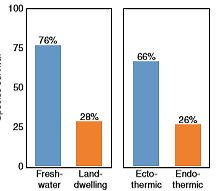 100
75
50
25
0
76%
28%
66%
26%
Fresh-
water
Land-
dwelling
Ecto-
thermic
Endo-
thermic